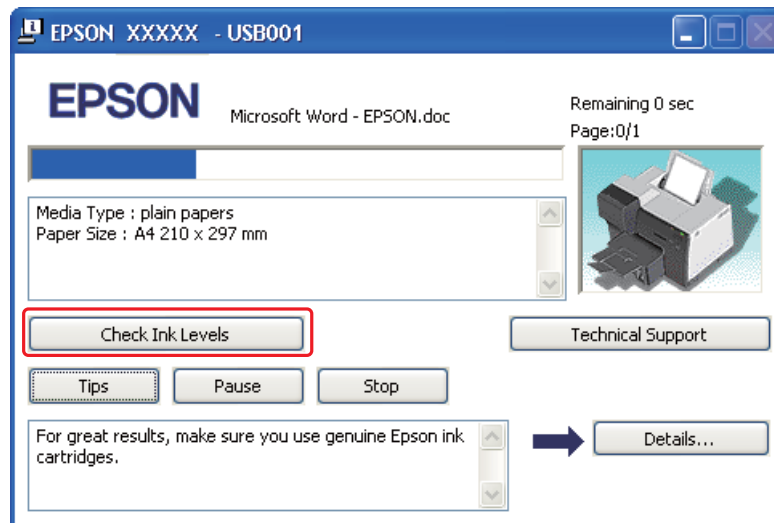 EPSON XXXXX - USB001
EPSON
Microsoft Word - EPSON.doc
Remaining 0 sec
Page:0/1
Media Type : plain papers
Paper Size : A4 210 x 297 mm
Check Ink Levels
Technical Support
Tips
Pause
Stop
For great results, make sure you use genuine Epson ink
cartridges.
Details...